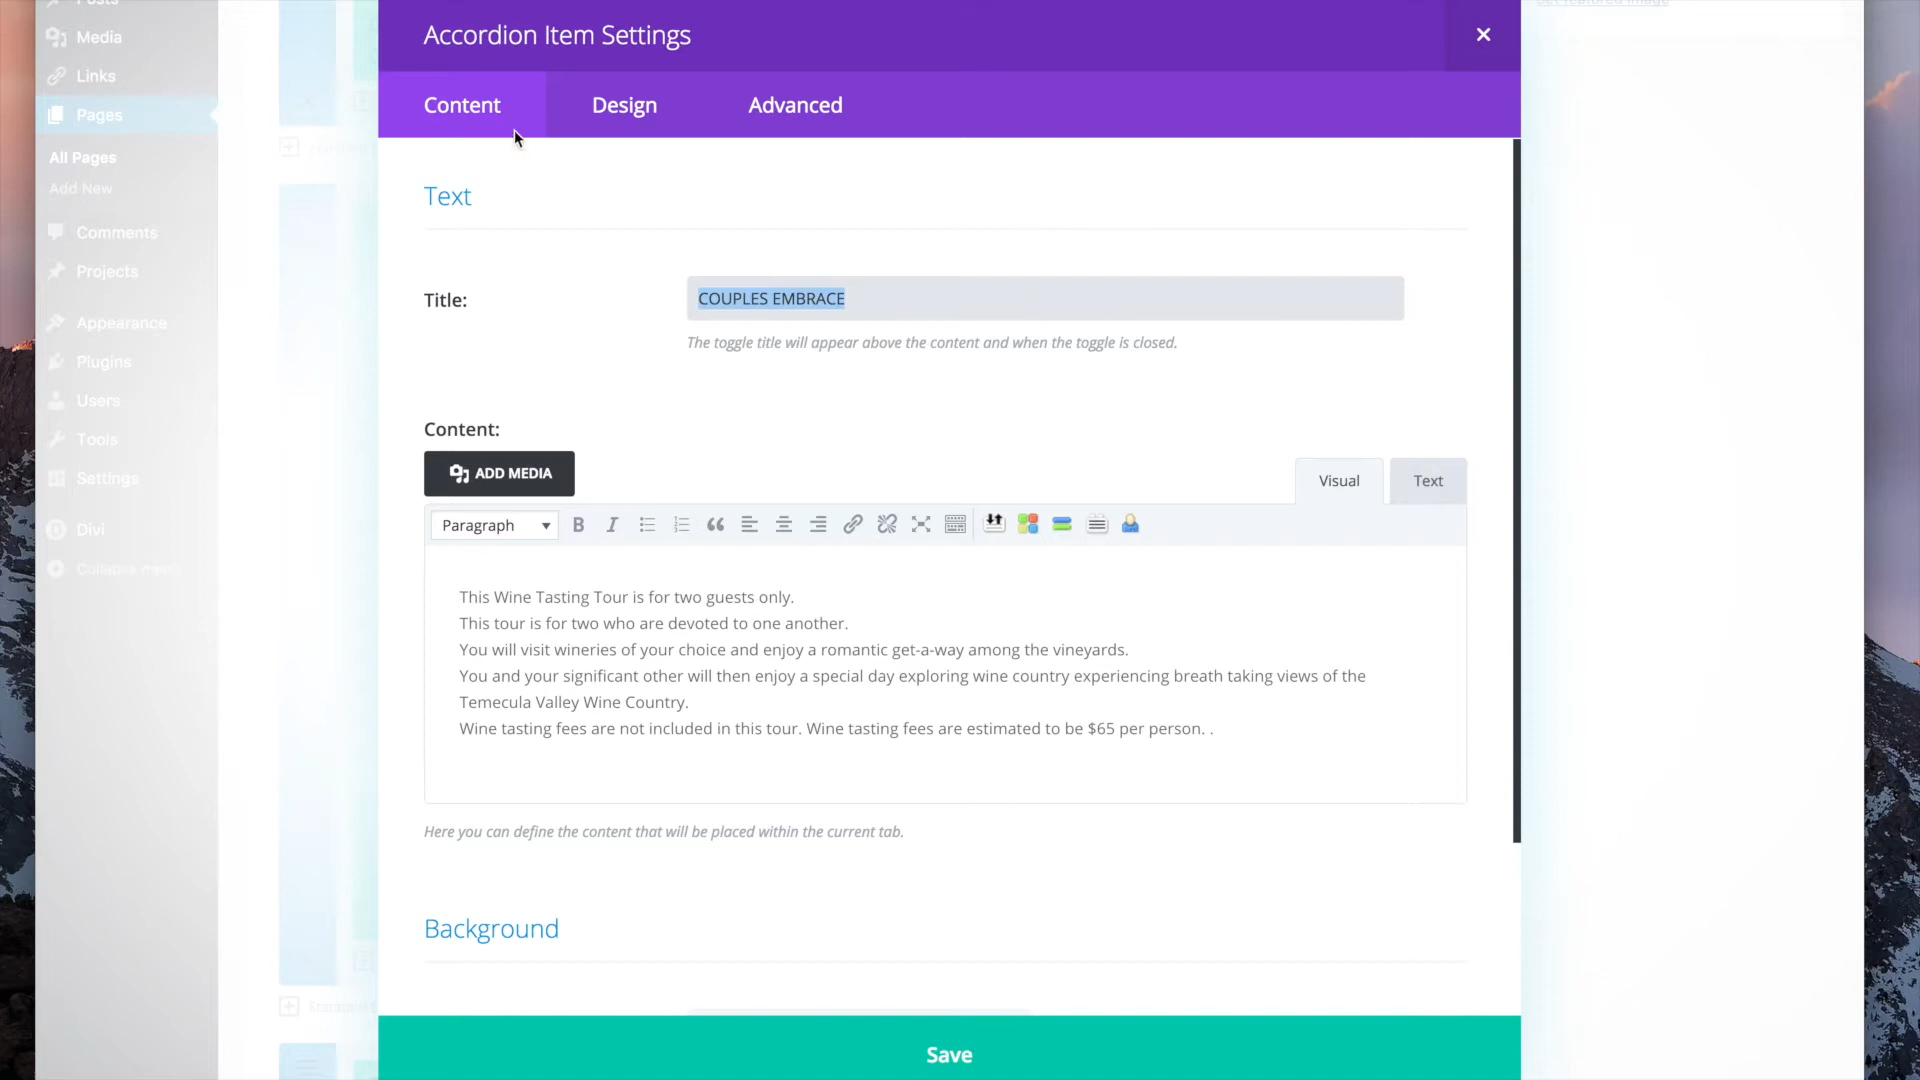 Posts
Set featured image
Media
Links
Pages
All Pages
Add New
Comments
Projects
Appearance
Plugins
Users
Tools
Settings
Divi
Collapse menu
Accordion Item Settings
Content
Design
Advanced
Text
Title:
COUPLES EMBRACE
The toggle title will appear above the content and when the toggle is closed.
Content:
ADD MEDIA
Visual
Text
Paragraph
B I
This Wine Tasting Tour is for two guests only.
This tour is for two who are devoted to one another.
You will visit wineries of your choice and enjoy a romantic get-a-way among the vineyards.
You and your significant other will then enjoy a special day exploring wine country experiencing breath taking views of the
Temecula Valley Wine Country.
Wine tasting fees are not included in this tour. Wine tasting fees are estimated to be $65 per person. .
Here you can define the content that will be placed within the current tab.
Background
Save